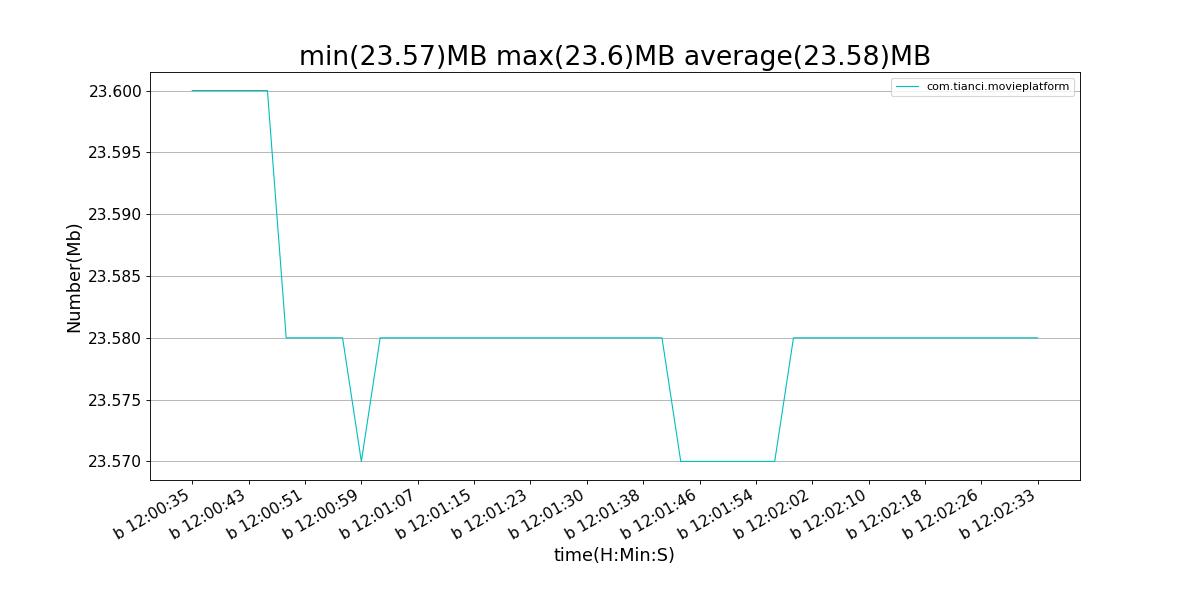 min(23.57)MB max(23.6)MB average(23.58)MB
com.tianci.movieplatform
23.600
23.595
23.590
23.585
23.580
23.575
23.570
Number(Mb)
b 12:00:35
b 12:00:43
b 12:00:51
b 12:00:59
b 12:01:07
b 12:01:15
b 12:01:23
b 12:01:30
b 12:01:38
b 12:01:46
b 12:01:54
b 12:02:02
b 12:02:10
b 12:02:18
b 12:02:26
b 12:02:33
time(H:Min:S)